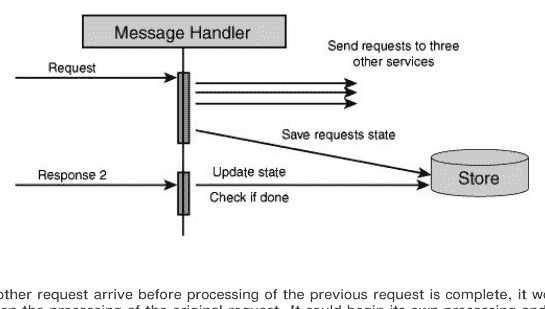 Message Handler
Send requests to three
other services
Request
Save requests state
Response 2
Update state
Check if done
Store
other request arrive before processing of the previous request is complete, it
on the processing of the original request. It could begin its own processing and